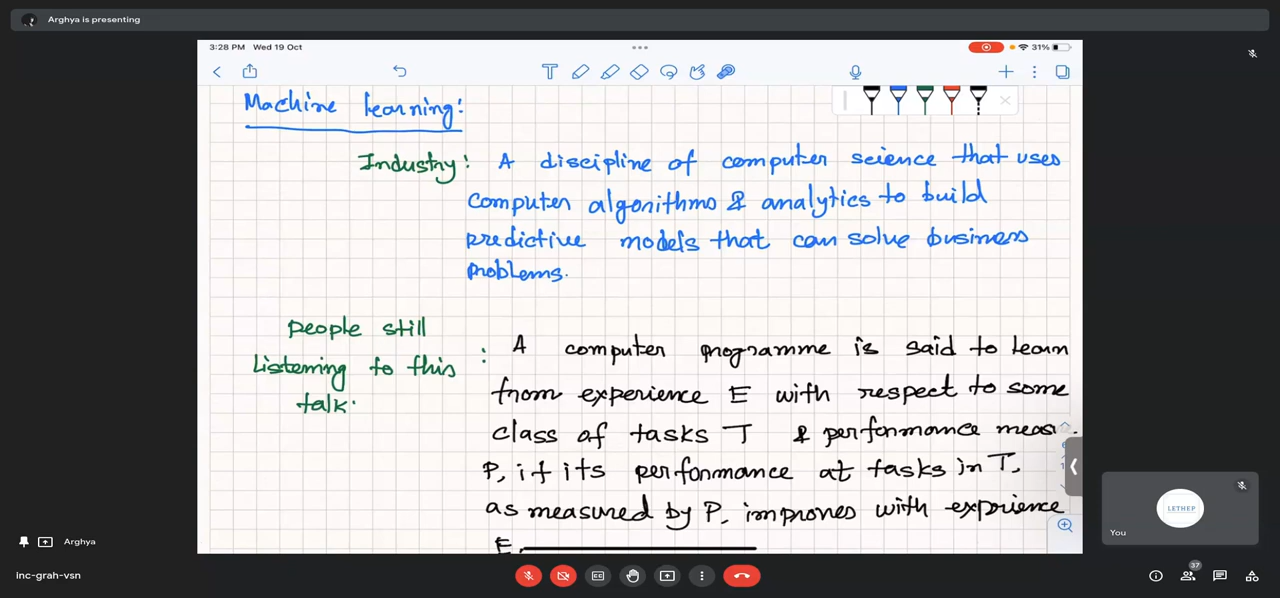 Arghya is presenting
3:28 PM Wed 19 Oct
31%
Machine learning:
Industry: A discipline of computer science that uses
computer algorithms & analytics to build
predictive models that can solve business
problems.
People still
Listening to this
talk.
: A computer programme is said to learn
from experience E with respect to some
class of tasks T & performance meas
P, if its performance at tasks in T,
as measured by P, improves with experience
E.
LETHEP
You
Arghya
lnc-grah-vsn
CC
37